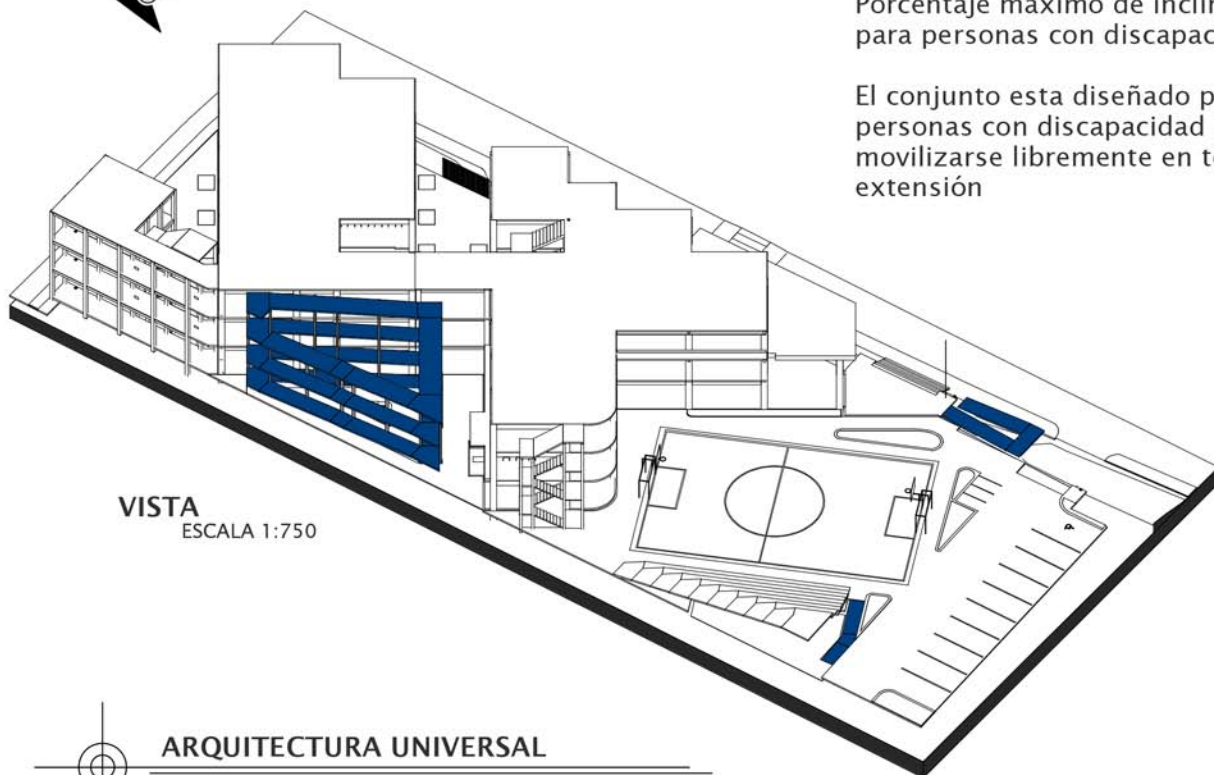 Porcentaje máximo de
para personas con
El conjunto esta diseñado
personas con discapacidad
movilizarse libremente en
extensión
VISTA
ESCALA 1:750
ARQUITECTURA UNIVERSAL